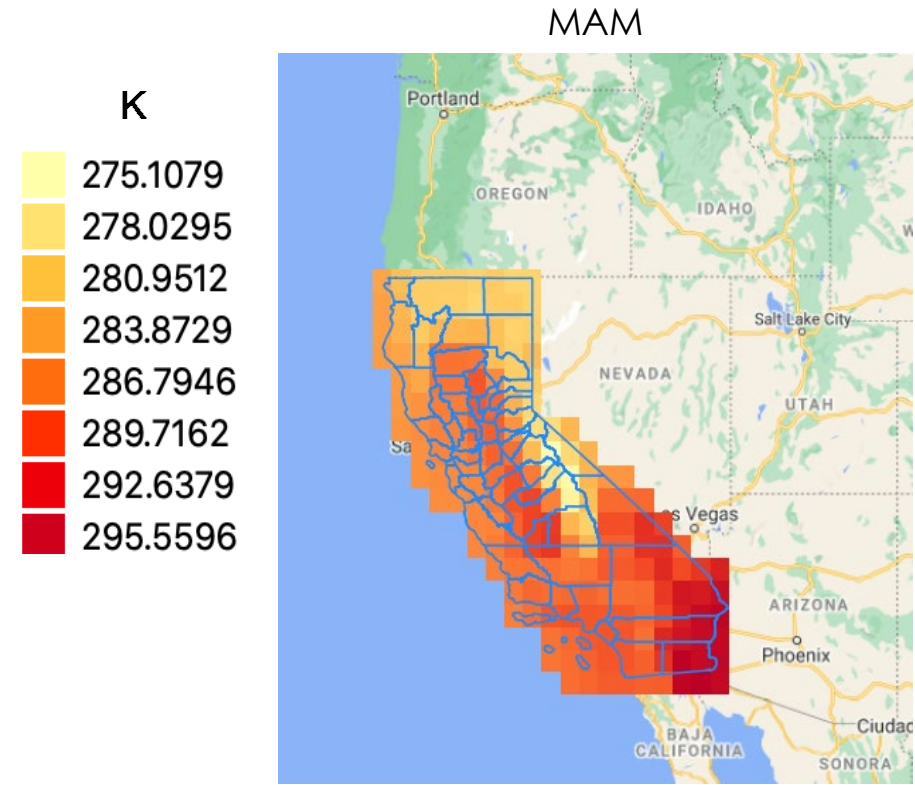 MAM
K
275.1079
278.0295
280.9512
283.8729
286.7946
289.7162
292.6379
295.5596
Portland
OREGON
IDAHO
W
Salt Lake City
NEVADA
UTAH
Sa
as Vegas
ARIZONA
Phoenix
BAJA
CALIFORNIA
Ciudad
SONORA